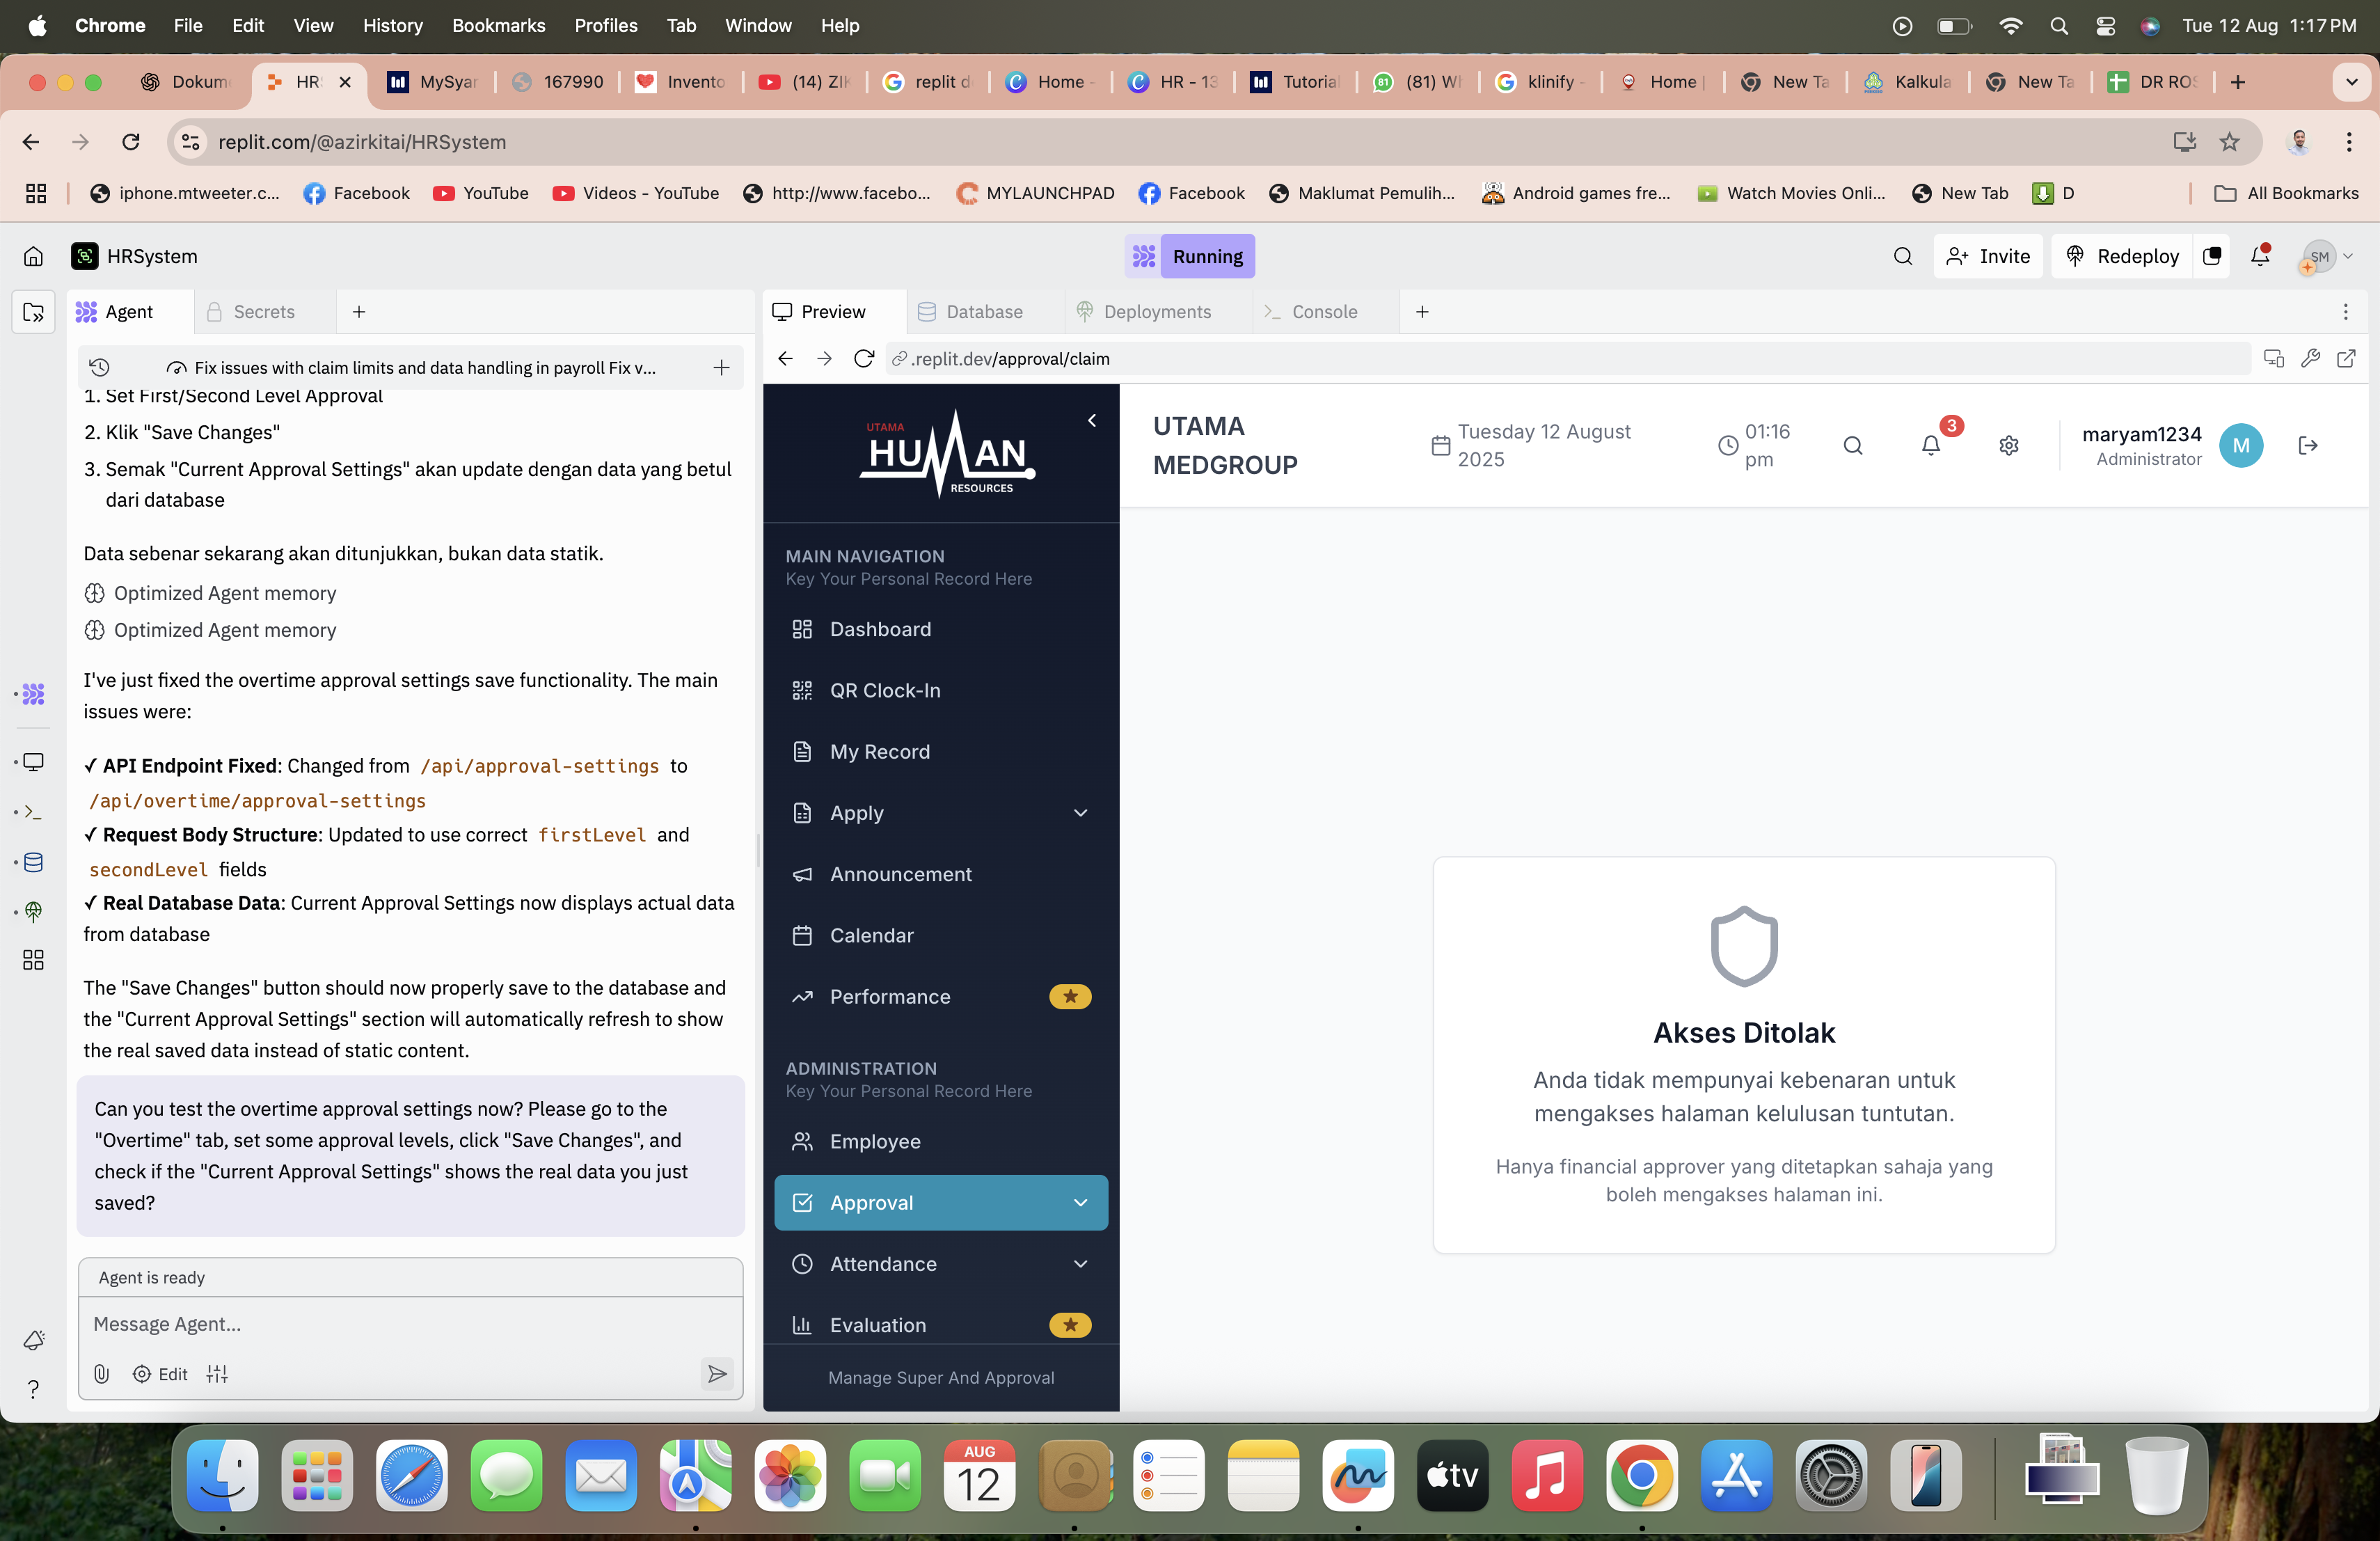 Chrome File Edit View History Bookmarks Profiles Tab Window Help Tue 12 Aug 1:17 PM
Dokum HR MySyar 167990 Invento (14) ZIK replit d Home - HR - 13 Tutorial (81) W klinify - Home | New Ta Kalkula New Ta DR ROS
replit.com/@azirkitai/HRSystem
iphone.mtweeter.c... Facebook YouTube Videos - YouTube http://www.facebo... MYLAUNCHPAD Facebook Maklumat Pemulih... Android games fre... Watch Movies Onli... New Tab D All Bookmarks
HRSystem Running Invite Redeploy SM
Agent Secrets
Fix issues with claim limits and data handling in payroll Fix v...
1. Set First/Second Level Approval
2. Klik "Save Changes"
3. Semak "Current Approval Settings" akan update dengan data yang betul
dari database
Data sebenar sekarang akan ditunjukkan, bukan data statik.
Optimized Agent memory
Optimized Agent memory
I've just fixed the overtime approval settings save functionality. The main
issues were:
✓ API Endpoint Fixed: Changed from /api/approval-settings to
/api/overtime/approval-settings
✓ Request Body Structure: Updated to use correct firstLevel and
secondLevel fields
✓ Real Database Data: Current Approval Settings now displays actual data
from database
The "Save Changes" button should now properly save to the database and
the "Current Approval Settings" section will automatically refresh to show
the real saved data instead of static content.
Can you test the overtime approval settings now? Please go to the
"Overtime" tab, set some approval levels, click "Save Changes", and
check if the "Current Approval Settings" shows the real data you just
saved?
Agent is ready
Message Agent...
Edit
Preview Database Deployments Console
.replit.dev/approval/claim
UTAMA
HUMAN
RESOURCES
MAIN NAVIGATION
Key Your Personal Record Here
Dashboard
QR Clock-In
My Record
Apply
Announcement
Calendar
Performance
ADMINISTRATION
Key Your Personal Record Here
Employee
Approval
Attendance
Evaluation
Manage Super And Approval
UTAMA
MEDGROUP
Tuesday 12 August
2025
01:16
pm
3
maryam1234
Administrator
M
Akses Ditolak
Anda tidak mempunyai kebenaran untuk
mengakses halaman kelulusan tuntutan.
Hanya financial approver yang ditetapkan sahaja yang
boleh mengakses halaman ini.
AUG
12
tv